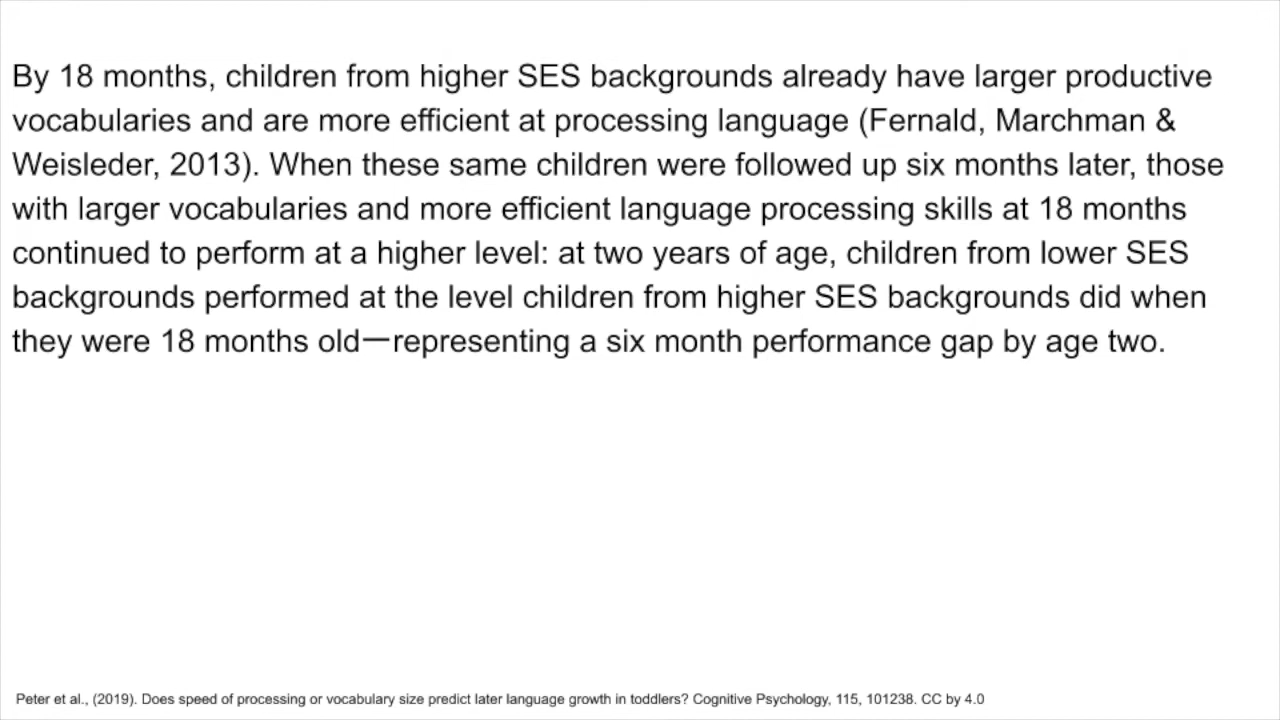 By 18 months, children from higher SES backgrounds already have larger productive
vocabularies and are more efficient at processing language (Fernald, Marchman &
Weisleder, 2013). When these same children were followed up six months later, those
with larger vocabularies and more efficient language processing skills at 18 months
continued to perform at a higher level: at two years of age, children from lower SES
backgrounds performed at the level children from higher SES backgrounds did when
they were 18 months old—representing a six month performance gap by age two.
Peter et al., (2019). Does speed of processing or vocabulary size predict later language growth in toddlers? Cognitive Psychology, 115, 101238. CC by 4.0